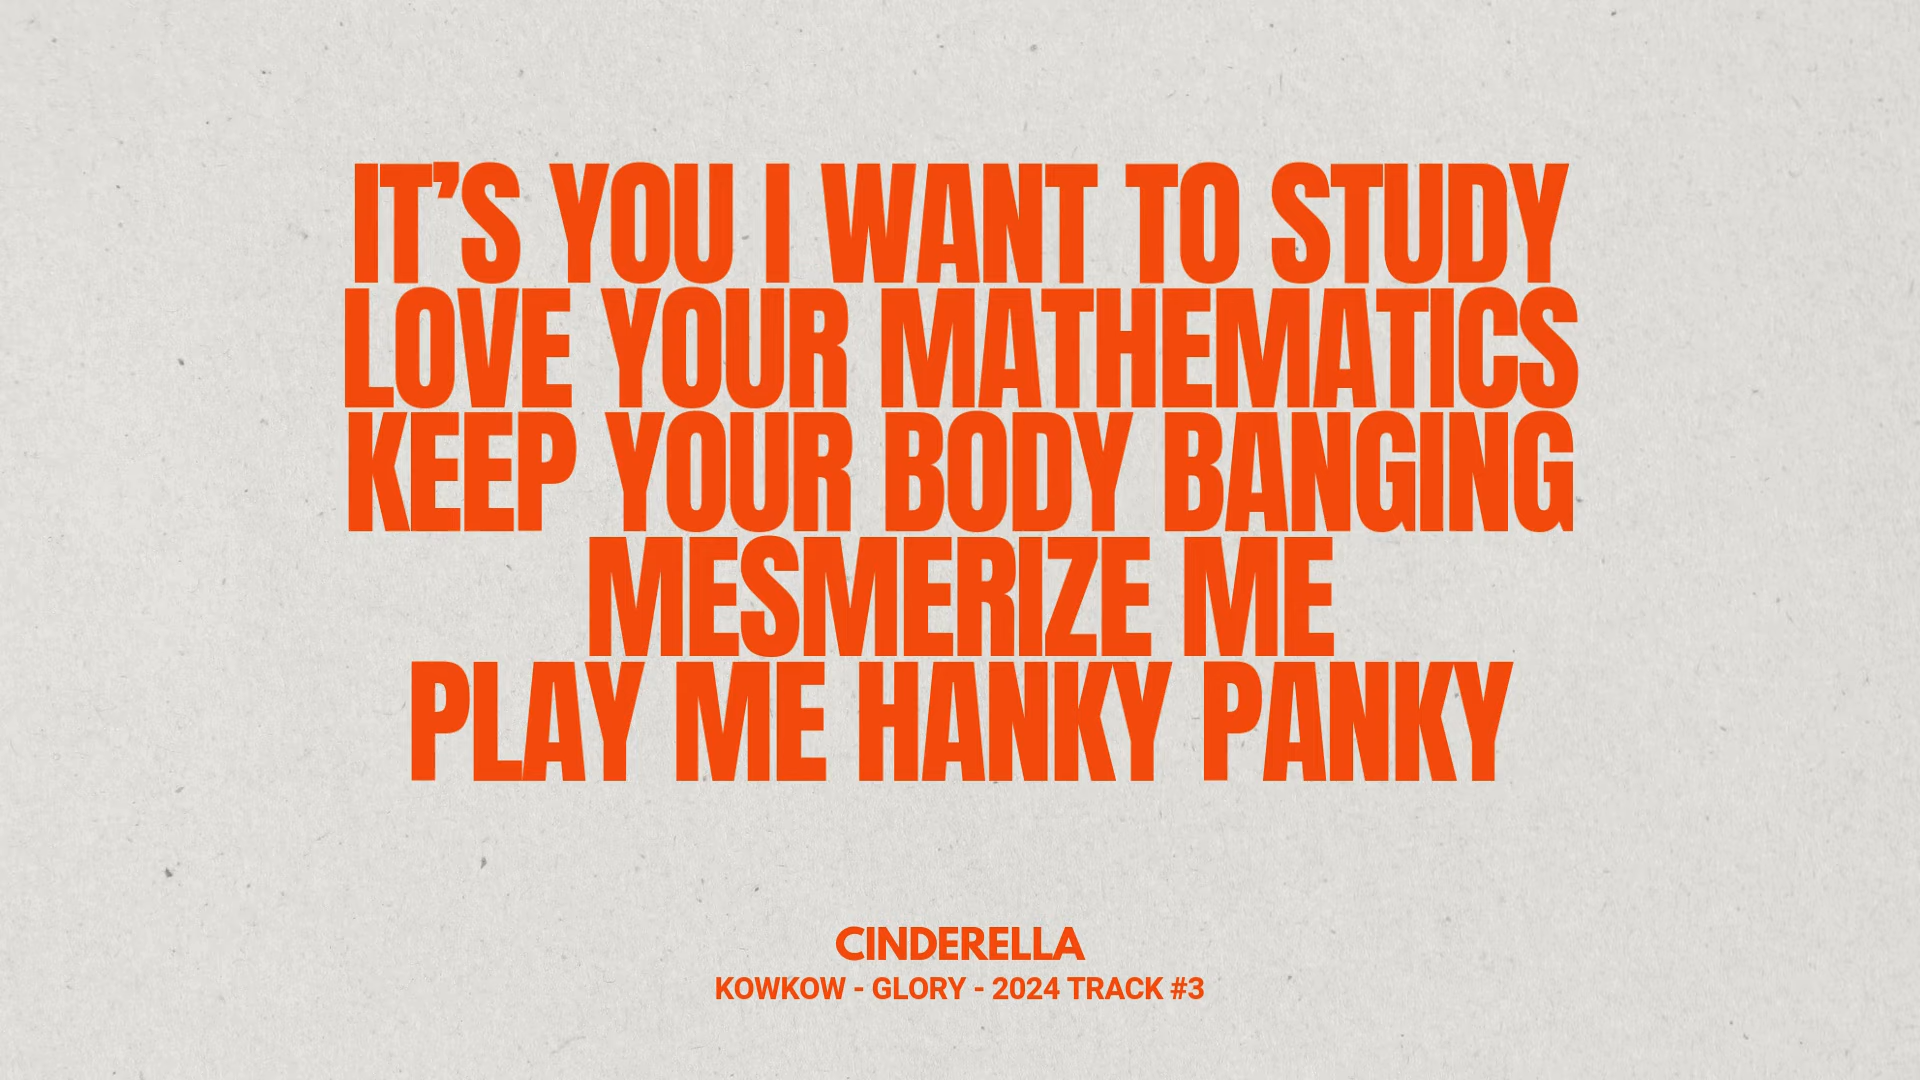 IT’S YOU I WANT TO STUDY
LOVE YOUR MATHEMATICS
KEEP YOUR BODY BANGING
MESMERIZE ME
PLAY ME HANKY PANKY
CINDERELLA
KOWKOW - GLORY - 2024 TRACK #3